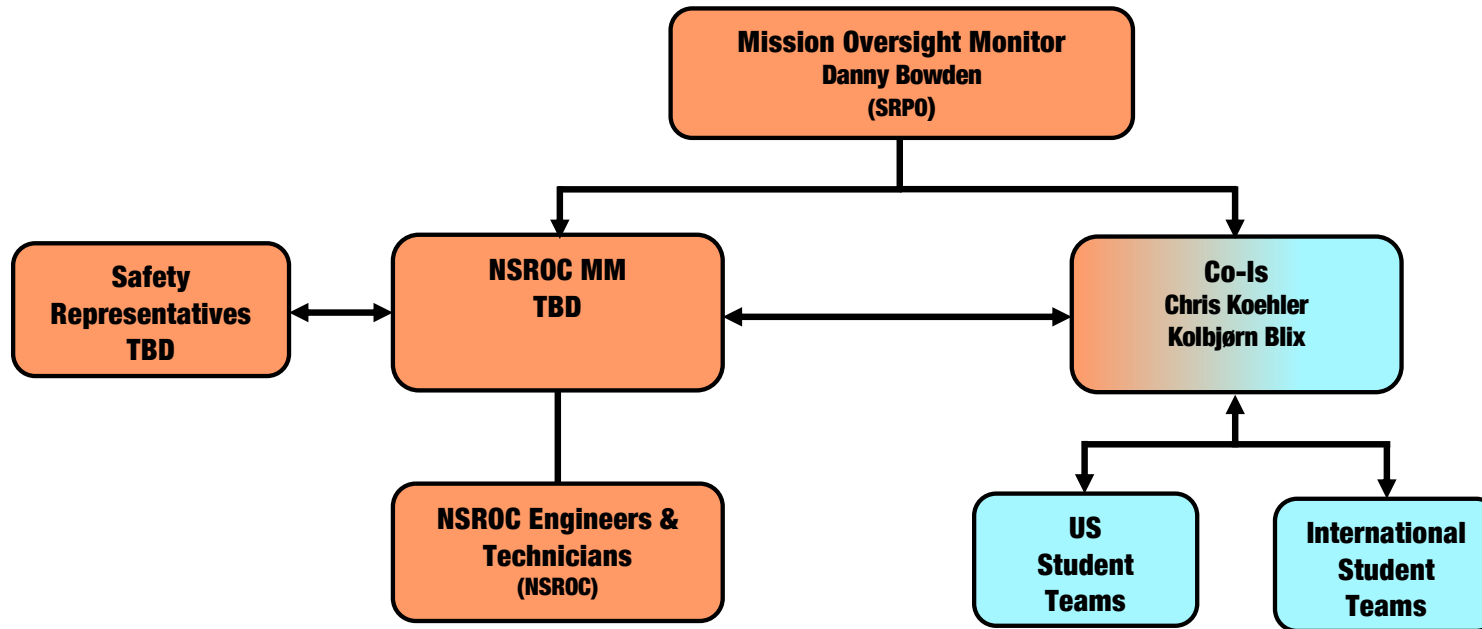 Mission Oversight Monitor
Danny Bowden
(SRPO)
Safety
Representatives
TBD
NSROC MM
TBD
Co-Is
Chris Koehler
Kolbjørn Blix
NSROC Engineers &
Technicians
(NSROC)
US
Student
Teams
International
Student
Teams